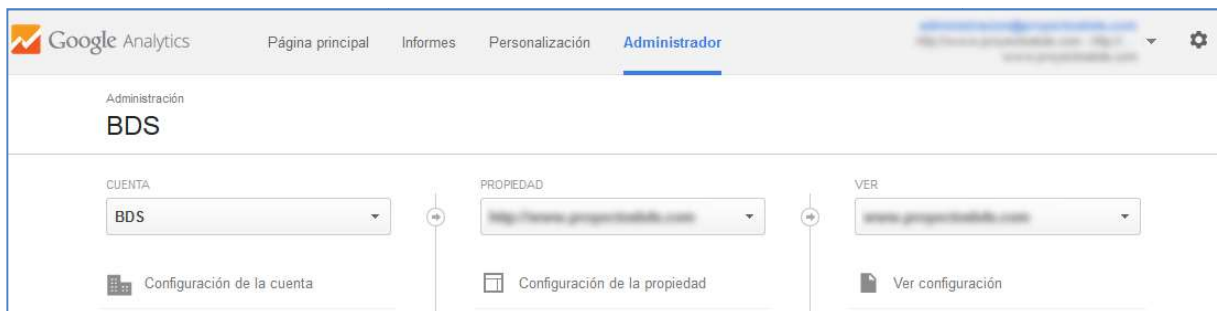 Google Analytics
Página principal
Informes
Personalización
Administrador
Administración
BDS
CUENTA
PROPIEDAD
VER
BDS
Configuración de la cuenta
Configuración de la propiedad
Ver configuración